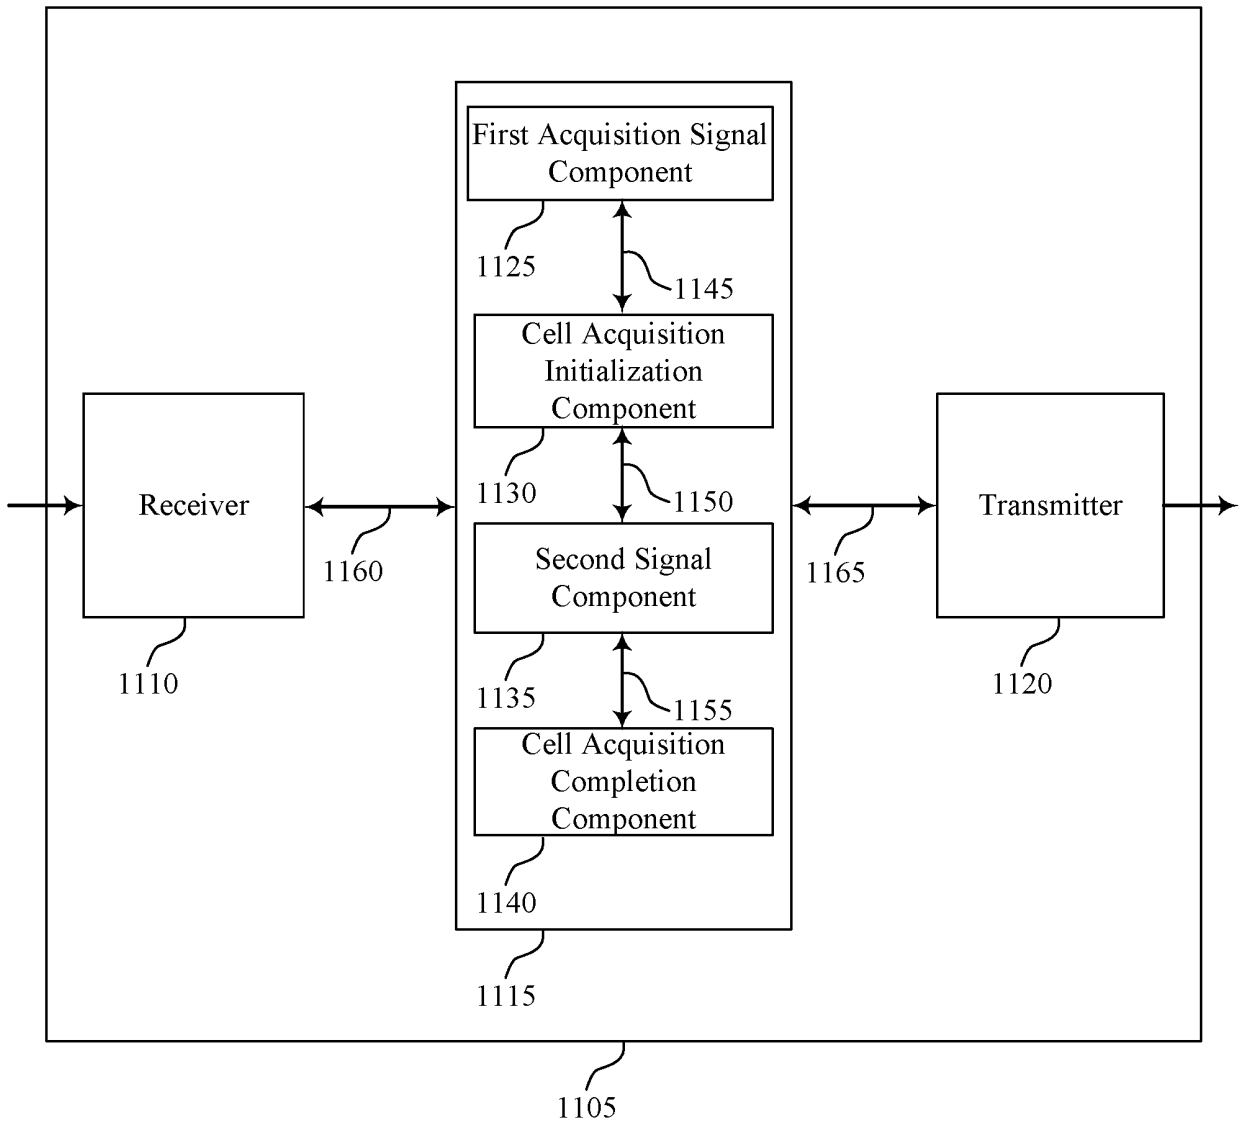 First Acquisition Signal
Component
1125
1145
Cell Acquisition
Initialization
Component
1130
1150
Receiver
1160
1110
Second Signal
Component
1135
1155
Transmitter
1165
1120
Cell Acquisition
Completion
Component
1140
1115
1105